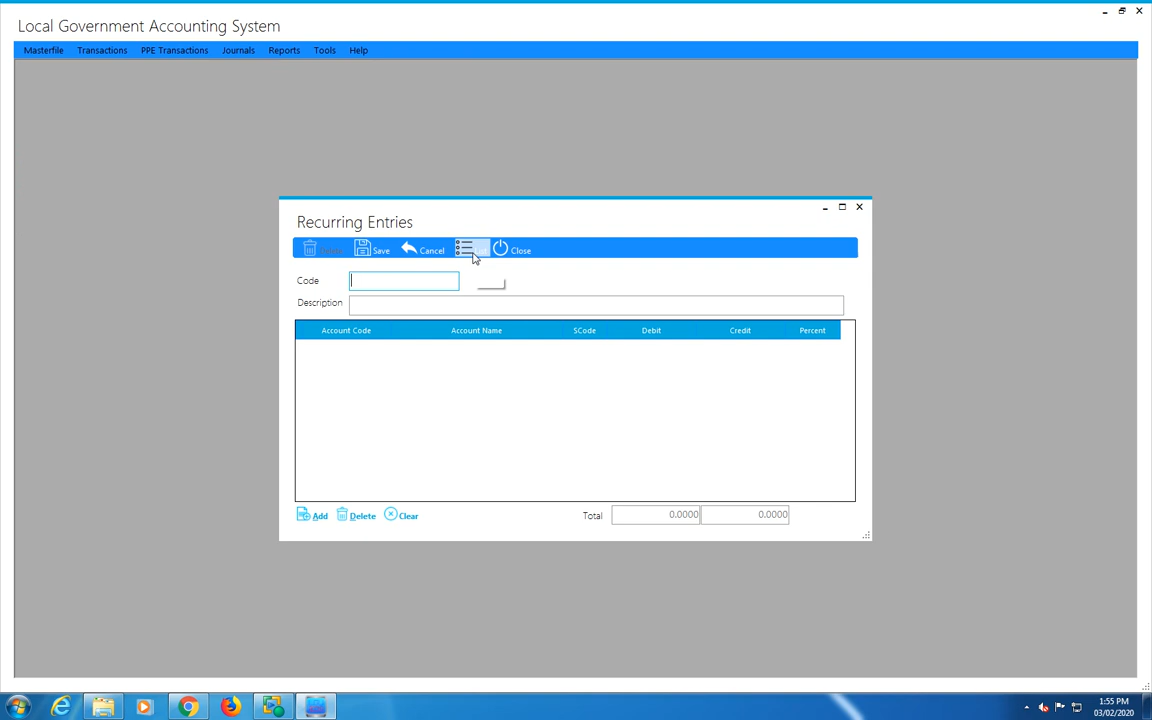 Local Government Accounting System
Masterfile Transactions PPE Transactions Journals Reports Tools Help
Recurring Entries
Save Cancel Close
Code
Description
Account Code Account Name SCode Debit Credit Percent
Add Delete Clear Total 0.0000 0.0000
1:55 PM
03/02/2020